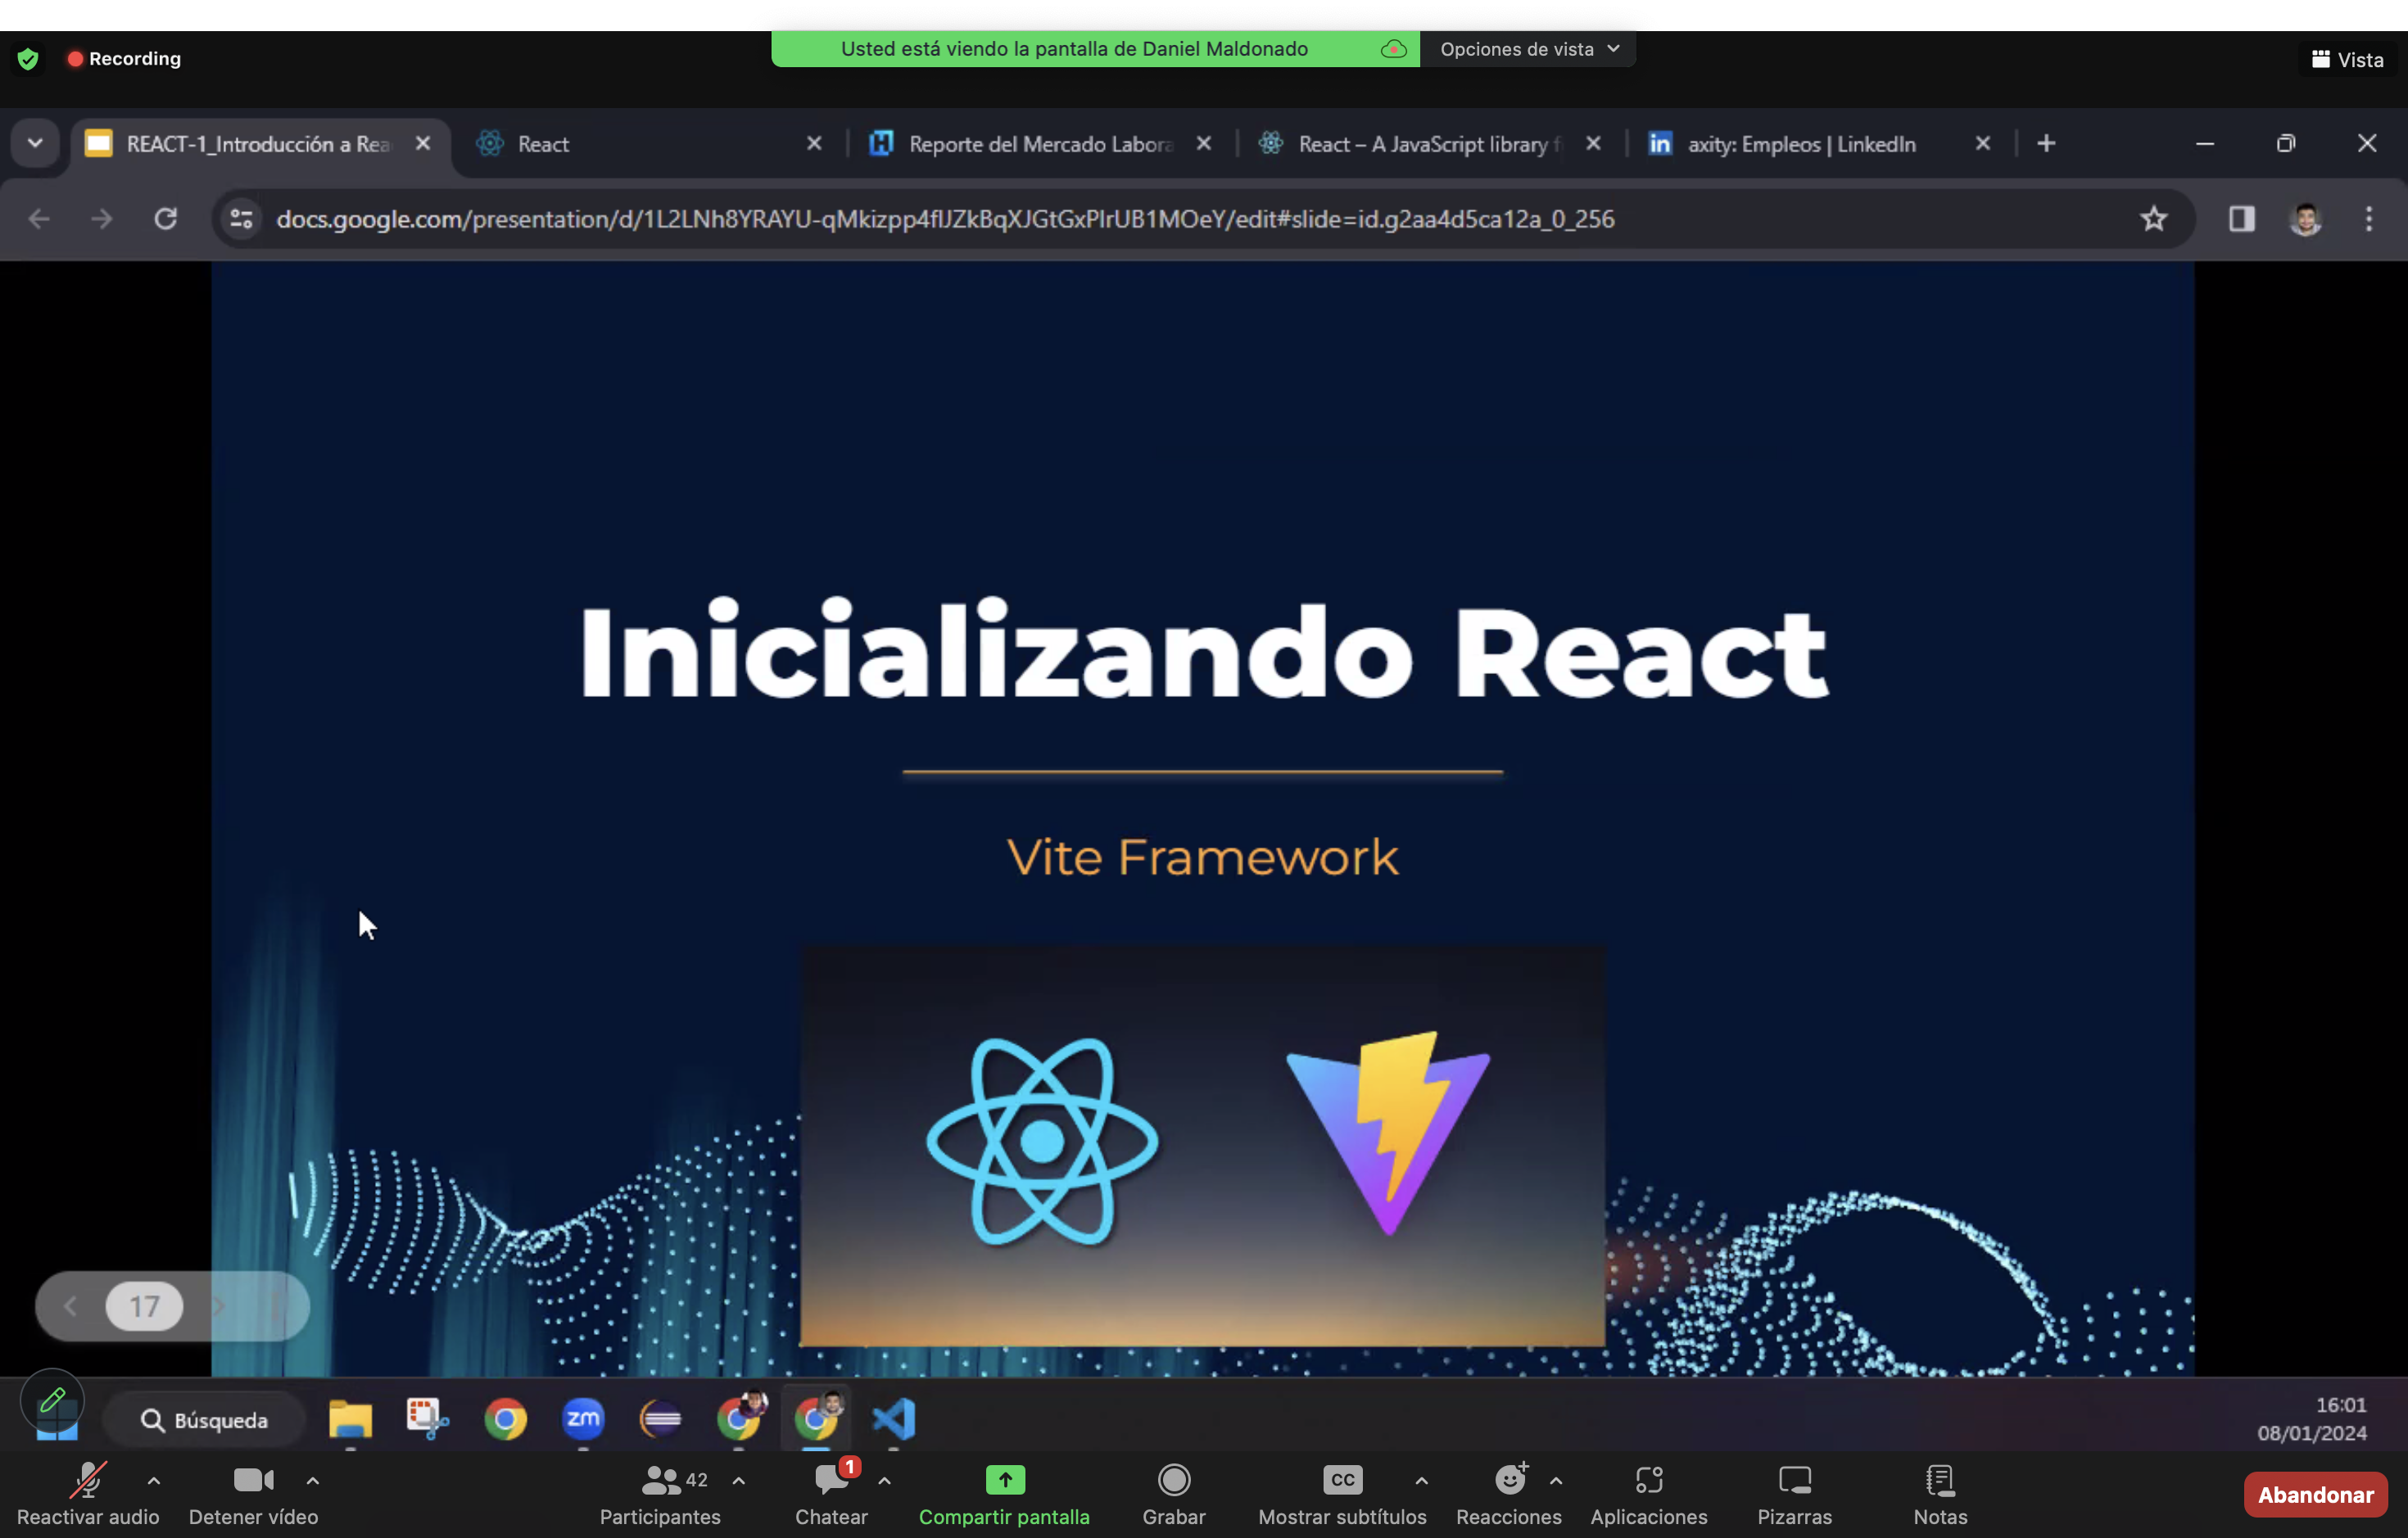 Recording
Usted está viendo la pantalla de Daniel Maldonado
Opciones de vista
Vista
REACT-1_Introducción a Rea
React
Reporte del Mercado Labora
React – A JavaScript library f
in
axity: Empleos | LinkedIn
docs.google.com/presentation/d/1L2LNh8YRAYU-qMkizpp4flJZkBqXJGtGxPlrUB1MOeY/edit#slide=id.g2aa4d5ca12a_0_256
Inicializando React
Vite Framework
17
Búsqueda
zm
16:01
08/01/2024
Reactivar audio
Detener vídeo
42
Participantes
1
Chatear
Compartir pantalla
Grabar
CC
Mostrar subtítulos
Reacciones
Aplicaciones
Pizarras
Notas
Abandonar